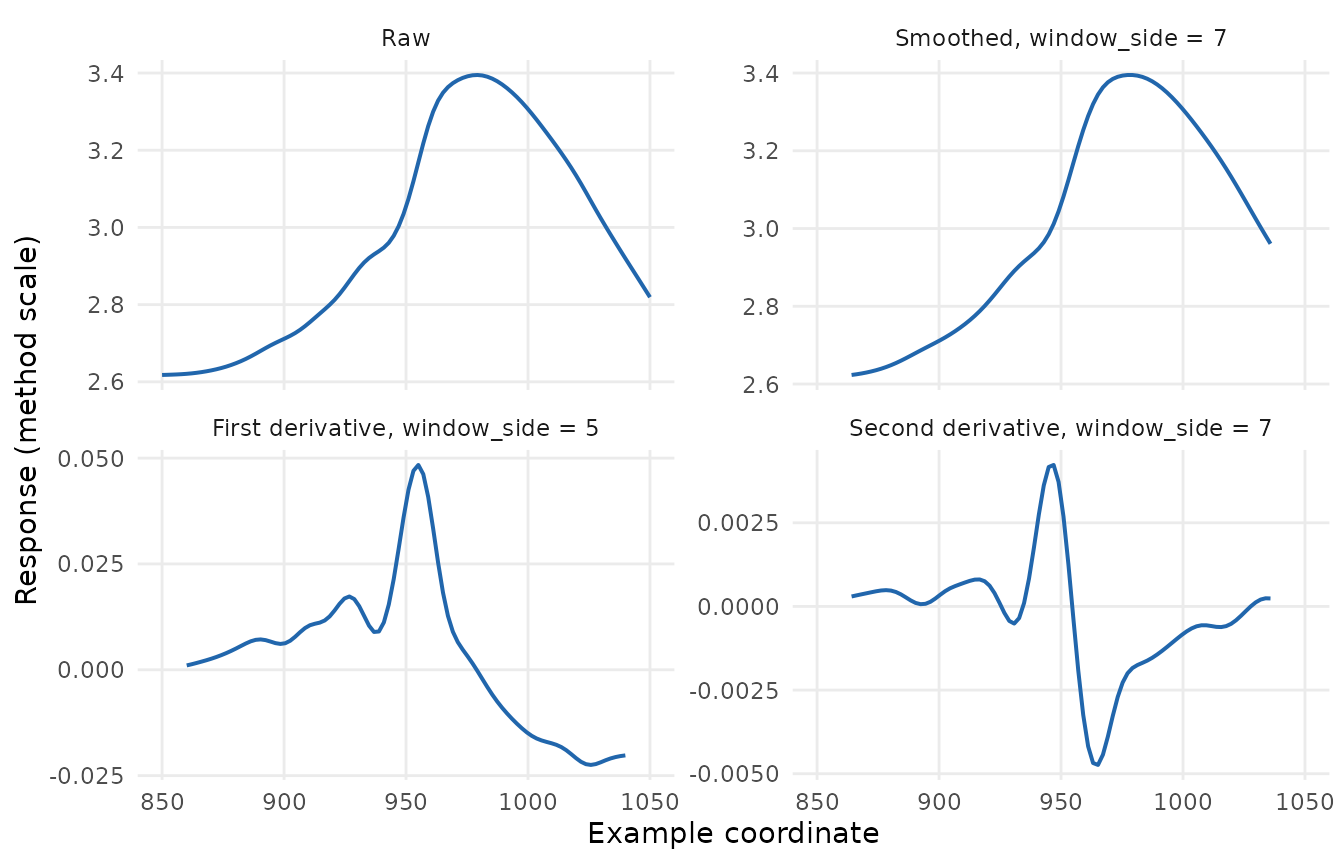 Raw
Smoothed, window_side = 7
3.4
3.2
3.0
2.8
2.6
3.4
3.2
3.0
2.8
2.6
Response (method scale)
First derivative, window_side = 5
Second derivative, window_side = 7
0.050
0.025
0.000
-0.025
0.0025
0.0000
-0.0025
-0.0050
850 900 950 1000 1050
850 900 950 1000 1050
Example coordinate